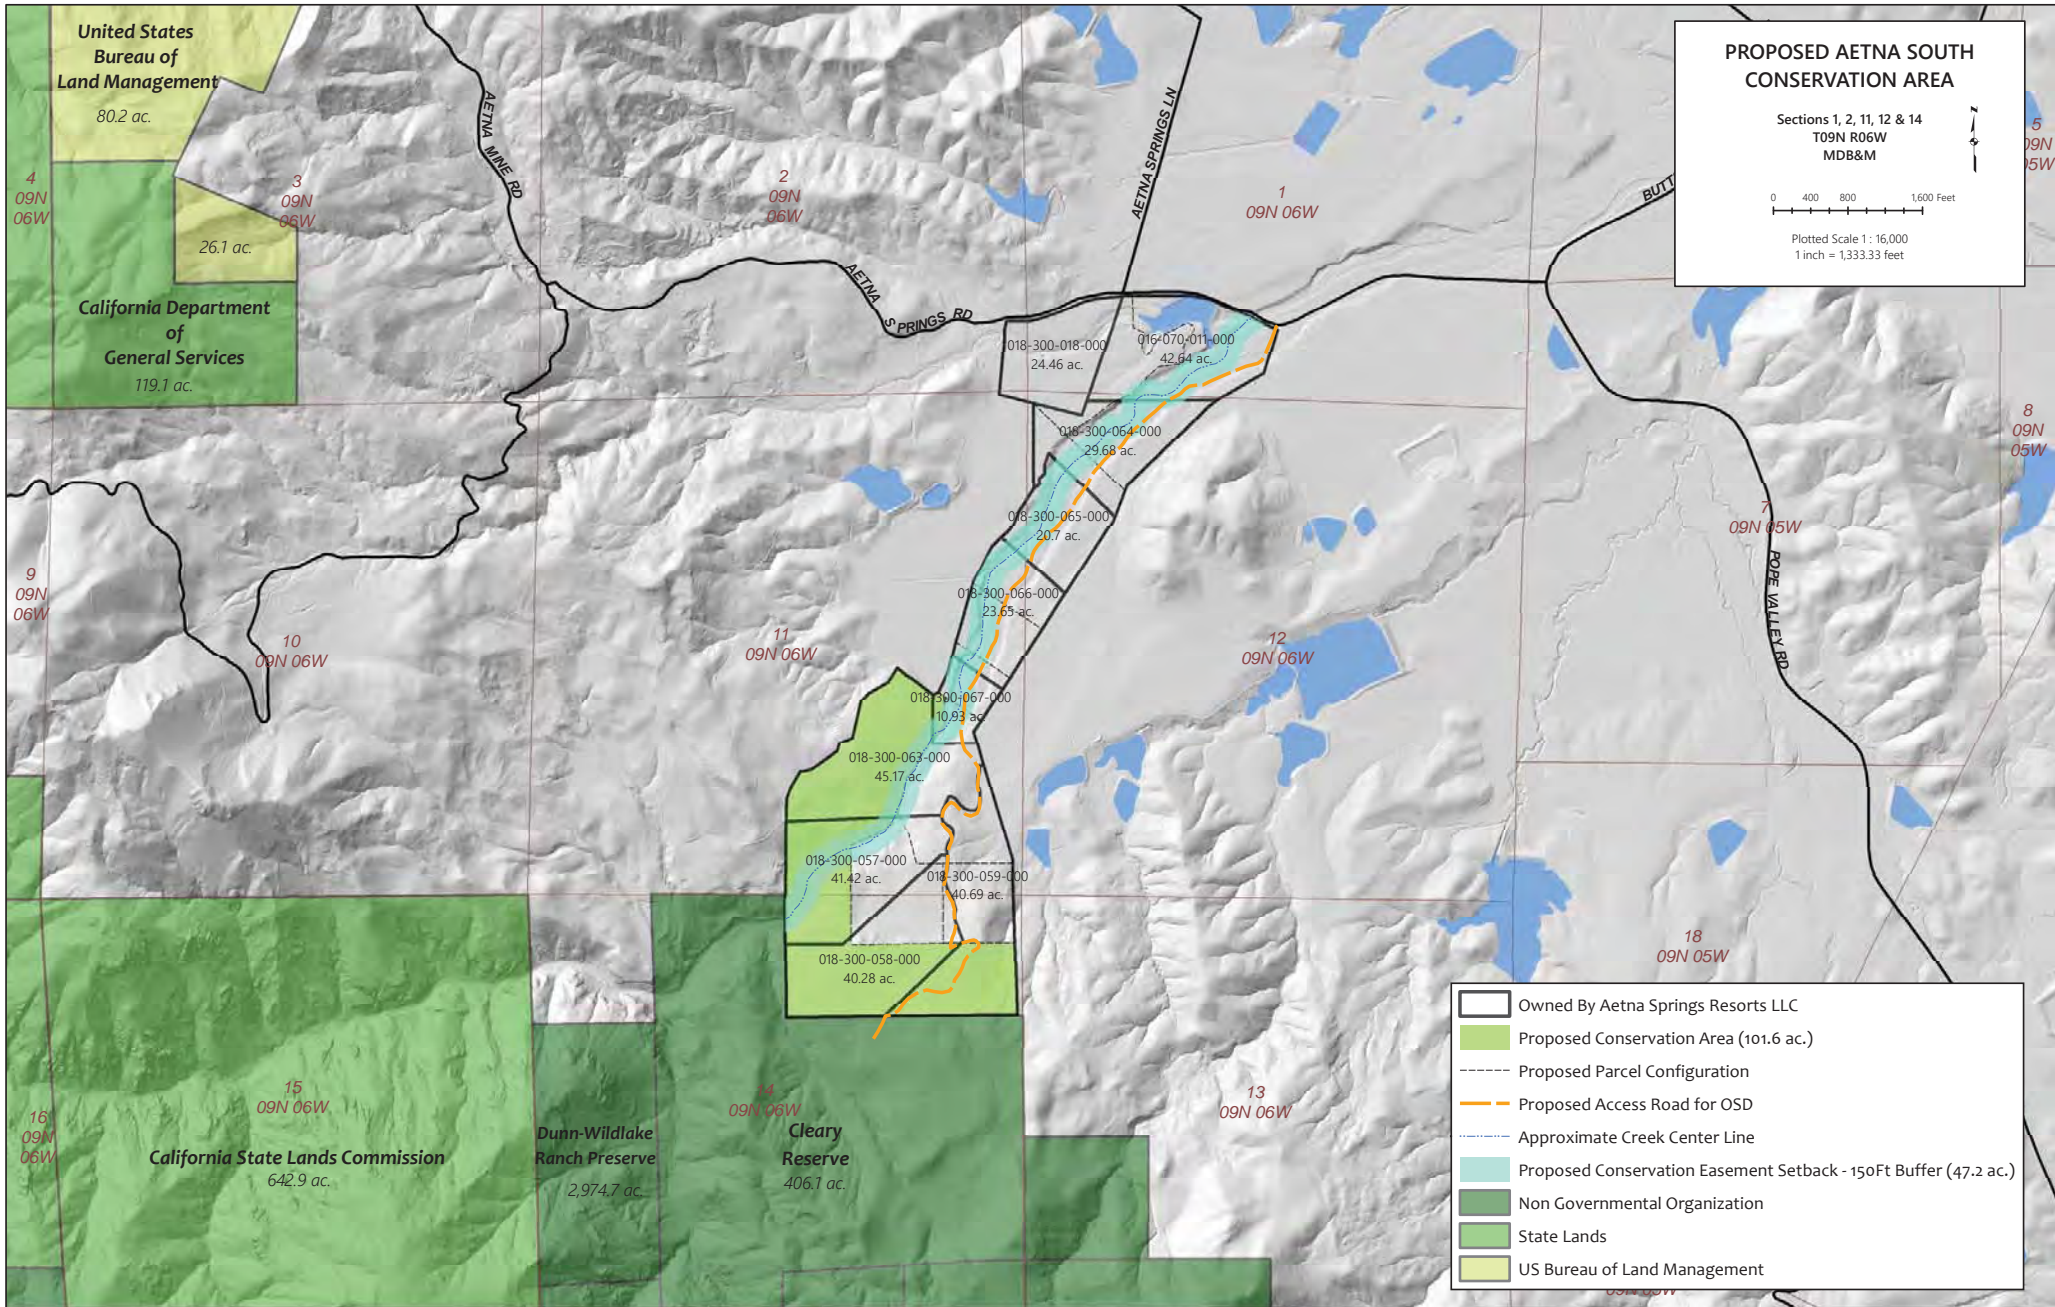 PROPOSED AETNA SOUTH
CONSERVATION AREA
Sections 1, 2, 11, 12 & 14
T09N R06W
MDB&M
N
0 400 800 1,600 Feet
Plotted Scale 1 : 16,000
1 inch = 1,333.33 feet
United States
Bureau of
Land Management
80.2 ac.
26.1 ac.
California Department
of
General Services
119.1 ac.
4
09N
06W
3
09N
06W
2
09N
06W
1
09N 06W
5
09N
05W
AETNA MINE RD
AETNA SPRINGS LN
AETNA SPRINGS RD
BUTT
018-300-018-000
24.46 ac.
016-070-011-000
42.64 ac.
018-300-064-000
29.68 ac.
018-300-065-000
20.7 ac.
018-300-066-000
23.65 ac.
018-300-067-000
10.93 ac.
018-300-063-000
45.17 ac.
018-300-057-000
41.42 ac.
018-300-059-000
40.69 ac.
018-300-058-000
40.28 ac.
8
09N
05W
7
09N 05W
POPE VALLEY RD
9
09N
06W
10
09N 06W
11
09N 06W
12
09N 06W
18
09N 05W
16
09N
06W
15
09N 06W
California State Lands Commission
642.9 ac.
Dunn-Wildlake
Ranch Preserve
2,974.7 ac.
14
09N 06W
Cleary
Reserve
406.1 ac.
13
09N 06W
Owned By Aetna Springs Resorts LLC
Proposed Conservation Area (101.6 ac.)
Proposed Parcel Configuration
Proposed Access Road for OSD
Approximate Creek Center Line
Proposed Conservation Easement Setback - 150Ft Buffer (47.2 ac.)
Non Governmental Organization
State Lands
US Bureau of Land Management
09N 05W